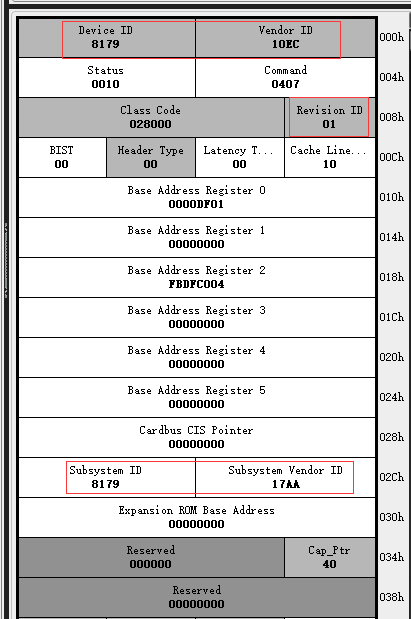 Device ID Vendor ID
8179 10EC 000h
Status Command
0010 0407 004h
Class Code Revision ID
028000 01 008h
BIST Header Type Latency T... Cache Line...
00 00 00 10 00Ch
Base Address Register 0
0000DF01 010h
Base Address Register 1
00000000 014h
Base Address Register 2
FBDFC004 018h
Base Address Register 3
00000000 01Ch
Base Address Register 4
00000000 020h
Base Address Register 5
00000000 024h
Cardbus CIS Pointer
00000000 028h
Subsystem ID Subsystem Vendor ID
8179 17AA 02Ch
Expansion ROM Base Address
00000000 030h
Reserved Cap_Ptr
000000 40 034h
Reserved
00000000 038h